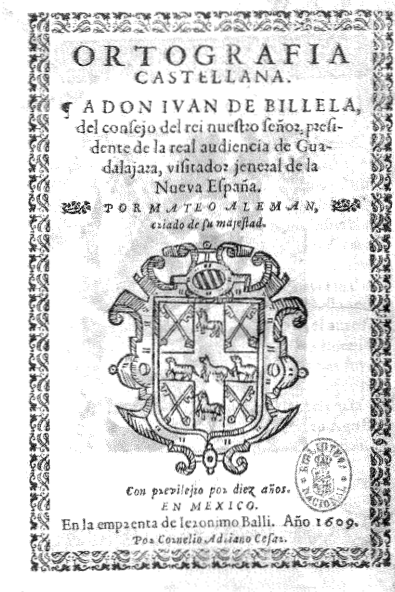 ORTOGRAFIA
CASTELLANA.
¶ A DON IVAN DE BILLELA,
del consejo del rei nuestro señor, presi-
dente de la real audiencia de Gua-
dalajara, visitador jeneral de la
Nueva España.
POR MATEO ALEMAN,
criado de su majestad.
Con previlejio por diez años.
EN MEXICO.
En la emprenta de Ieronimo Balli. Año 1609.
Por Cornelio Adriano Cesar.